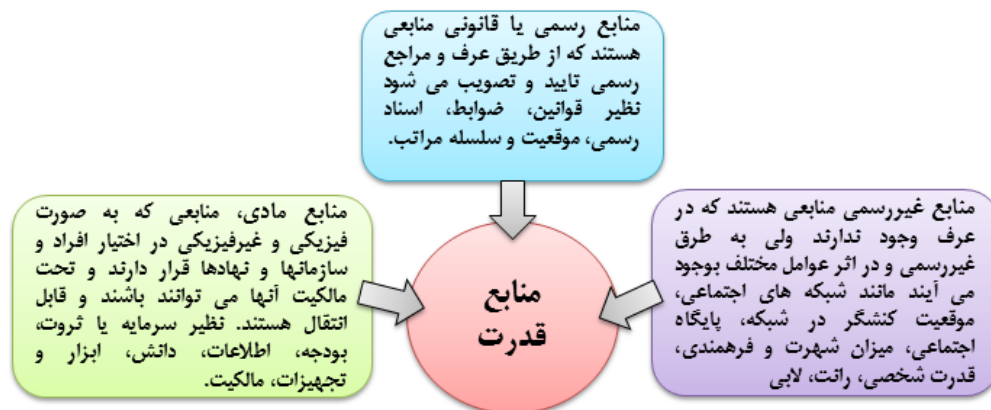 منابع رسمی یا قانونی منابعی
هستند که از طریق عرف و مراجع
رسمی تایید و تصویب می شود
نظیر قوانین، ضوابط، اسناد
رسمی، موقعیت و سلسله مراتب.
منابع غیررسمی منابعی هستند که در
عرف وجود ندارند ولی به طرق
غیررسمی و در اثر عوامل مختلف بوجود
می آیند مانند شبکه های اجتماعی،
موقعیت کنشگر در شبکه، پایگاه
اجتماعی، میزان شهرت و فرهمندی،
قدرت شخصی، رانت، لابی
منابع
قدرت
منابع مادی، منابعی که به صورت
فیزیکی و غیرفیزیکی در اختیار افراد و
سازمانها و نهادها قرار دارند و تحت
مالکیت آنها می توانند باشند و قابل
انتقال هستند. نظیر سرمایه یا ثروت،
بودجه، اطلاعات، دانش، ابزار و
تجهیزات، مالکیت.